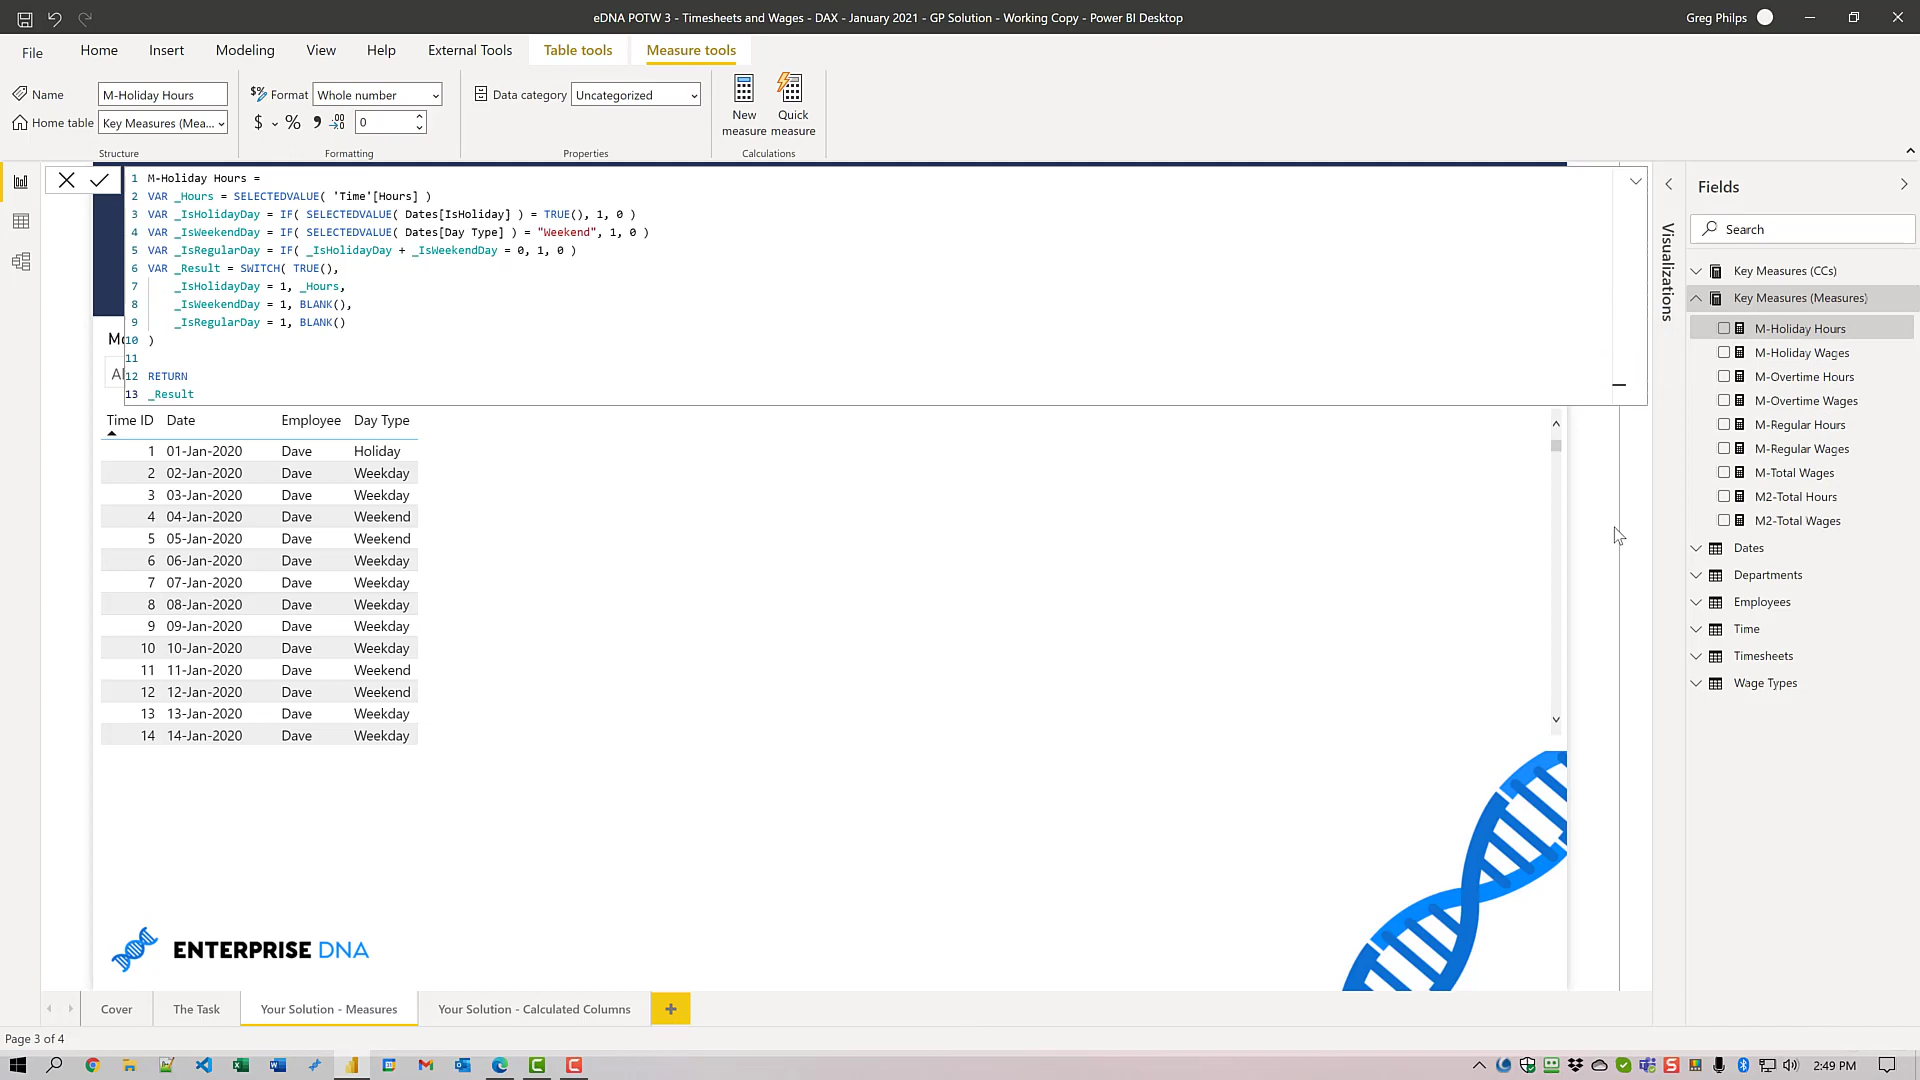 eDNA POTW 3 - Timesheets and Wages - DAX - January 2021 - GP Solution - Working Copy - Power BI Desktop
Greg Philps
File Home Insert Modeling View Help External Tools Table tools Measure tools
Name M-Holiday Hours
Home table Key Measures (Mea...
Structure
$% Format Whole number
$ % 0
Formatting
Data category Uncategorized
Properties
New measure
Quick measure
Calculations
1 M-Holiday Hours =
2 VAR _Hours = SELECTEDVALUE( 'Time'[Hours] )
3 VAR _IsHolidayDay = IF( SELECTEDVALUE( Dates[IsHoliday] ) = TRUE(), 1, 0 )
4 VAR _IsWeekendDay = IF( SELECTEDVALUE( Dates[Day Type] ) = "Weekend", 1, 0 )
5 VAR _IsRegularDay = IF( _IsHolidayDay + _IsWeekendDay = 0, 1, 0 )
6 VAR _Result = SWITCH( TRUE(),
7 _IsHolidayDay = 1, _Hours,
8 _IsWeekendDay = 1, BLANK(),
9 _IsRegularDay = 1, BLANK()
10 )
11
12 RETURN
13 _Result
Time ID Date Employee Day Type
1 01-Jan-2020 Dave Holiday
2 02-Jan-2020 Dave Weekday
3 03-Jan-2020 Dave Weekday
4 04-Jan-2020 Dave Weekend
5 05-Jan-2020 Dave Weekend
6 06-Jan-2020 Dave Weekday
7 07-Jan-2020 Dave Weekday
8 08-Jan-2020 Dave Weekday
9 09-Jan-2020 Dave Weekday
10 10-Jan-2020 Dave Weekday
11 11-Jan-2020 Dave Weekend
12 12-Jan-2020 Dave Weekend
13 13-Jan-2020 Dave Weekday
14 14-Jan-2020 Dave Weekday
ENTERPRISE DNA
Visualizations
Fields
Search
Key Measures (CCs)
Key Measures (Measures)
M-Holiday Hours
M-Holiday Wages
M-Overtime Hours
M-Overtime Wages
M-Regular Hours
M-Regular Wages
M-Total Wages
M2-Total Hours
M2-Total Wages
Dates
Departments
Employees
Time
Timesheets
Wage Types
Cover The Task Your Solution - Measures Your Solution - Calculated Columns +
Page 3 of 4
2:49 PM